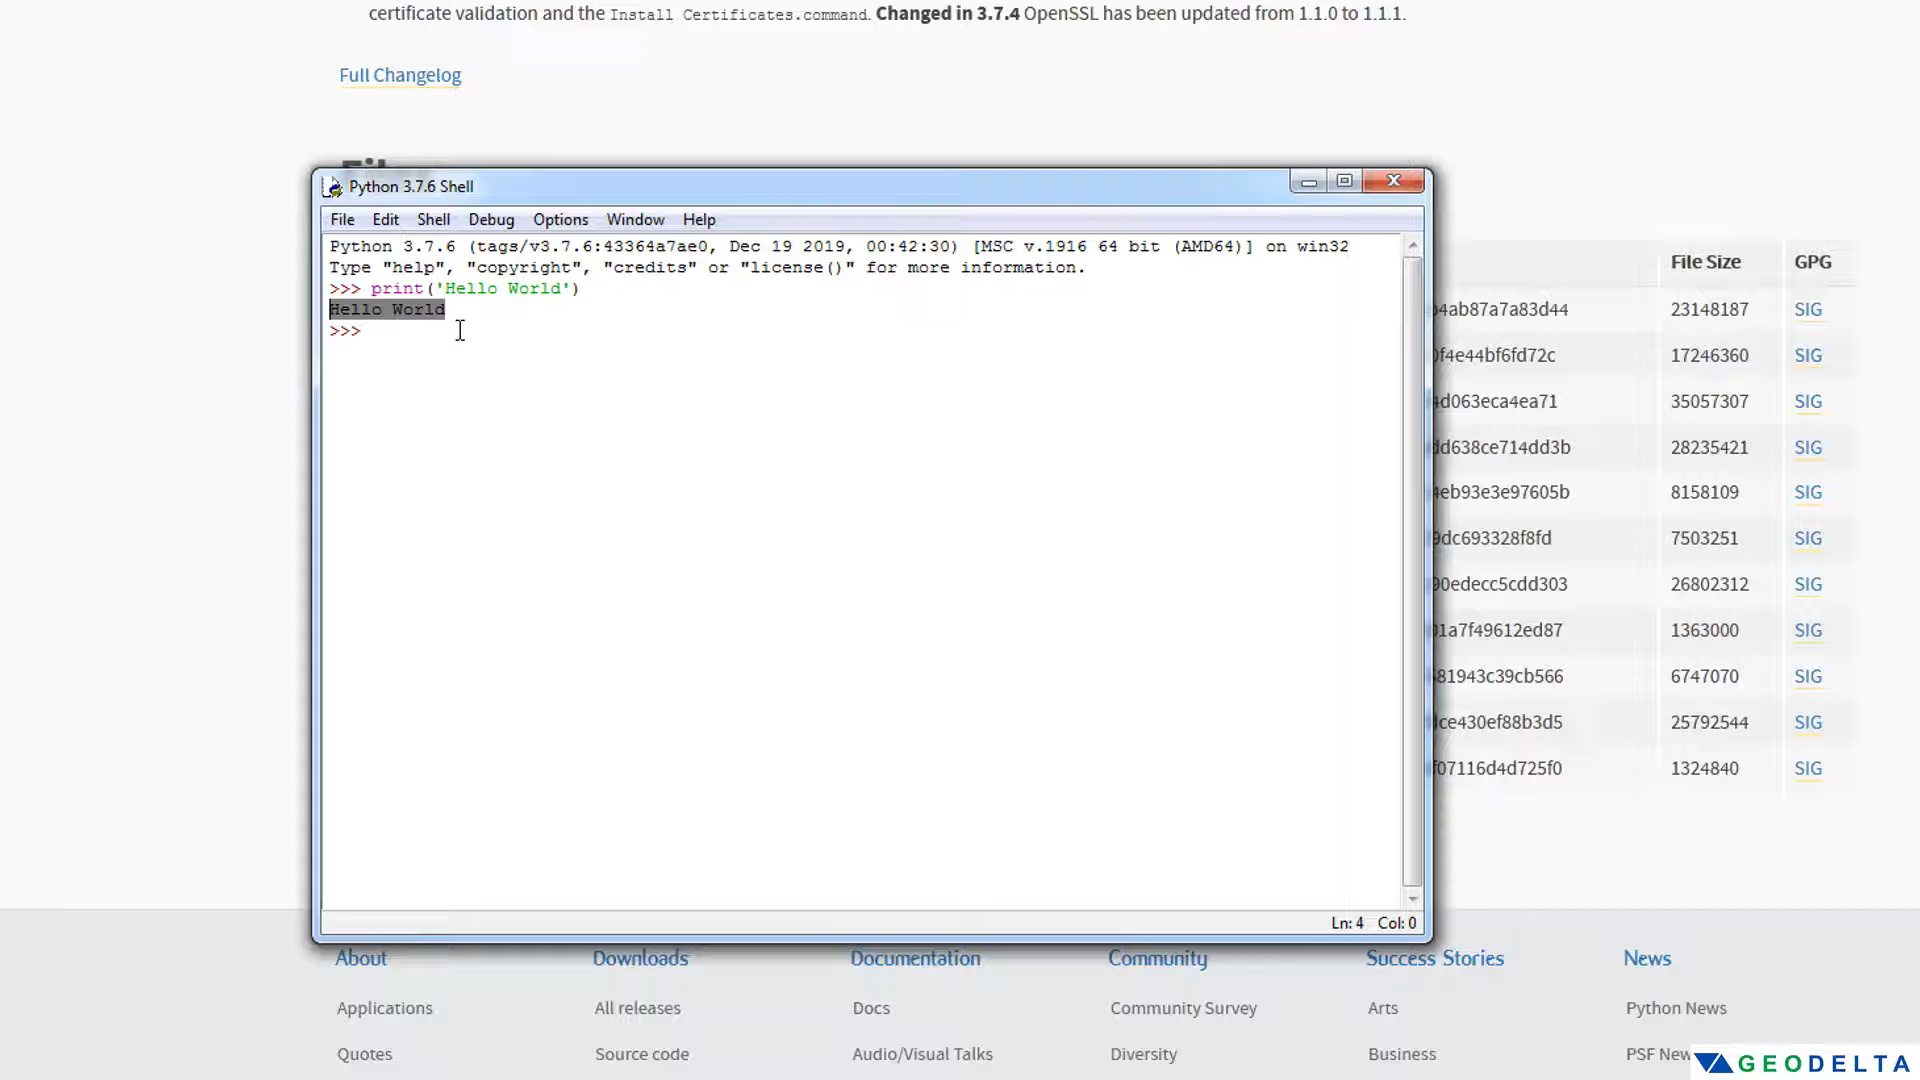 certificate validation and the Install Certificates.command. Changed in 3.7.4 OpenSSL has been updated from 1.1.0 to 1.1.1.
Full Changelog
Python 3.7.6 Shell
File Edit Shell Debug Options Window Help
Python 3.7.6 (tags/v3.7.6:43364a7ae0, Dec 19 2019, 00:42:30) [MSC v.1916 64 bit (AMD64)] on win32
Type "help", "copyright", "credits" or "license()" for more information.
>>> print('Hello World')
Hello World
>>>
Ln: 4 Col: 0
File Size GPG
4ab87a7a83d44 23148187 SIG
f4e44bf6fd72c 17246360 SIG
d063eca4ea71 35057307 SIG
d638ce714dd3b 28235421 SIG
eb93e3e97605b 8158109 SIG
dc693328f8fd 7503251 SIG
90edecc5cdd303 26802312 SIG
1a7f49612ed87 1363000 SIG
81943c39cb566 6747070 SIG
ce430ef88b3d5 25792544 SIG
f07116d4d725f0 1324840 SIG
About Downloads Documentation Community Success Stories News
Applications All releases Docs Community Survey Arts Python News
Quotes Source code Audio/Visual Talks Diversity Business PSF New
GEODELTA